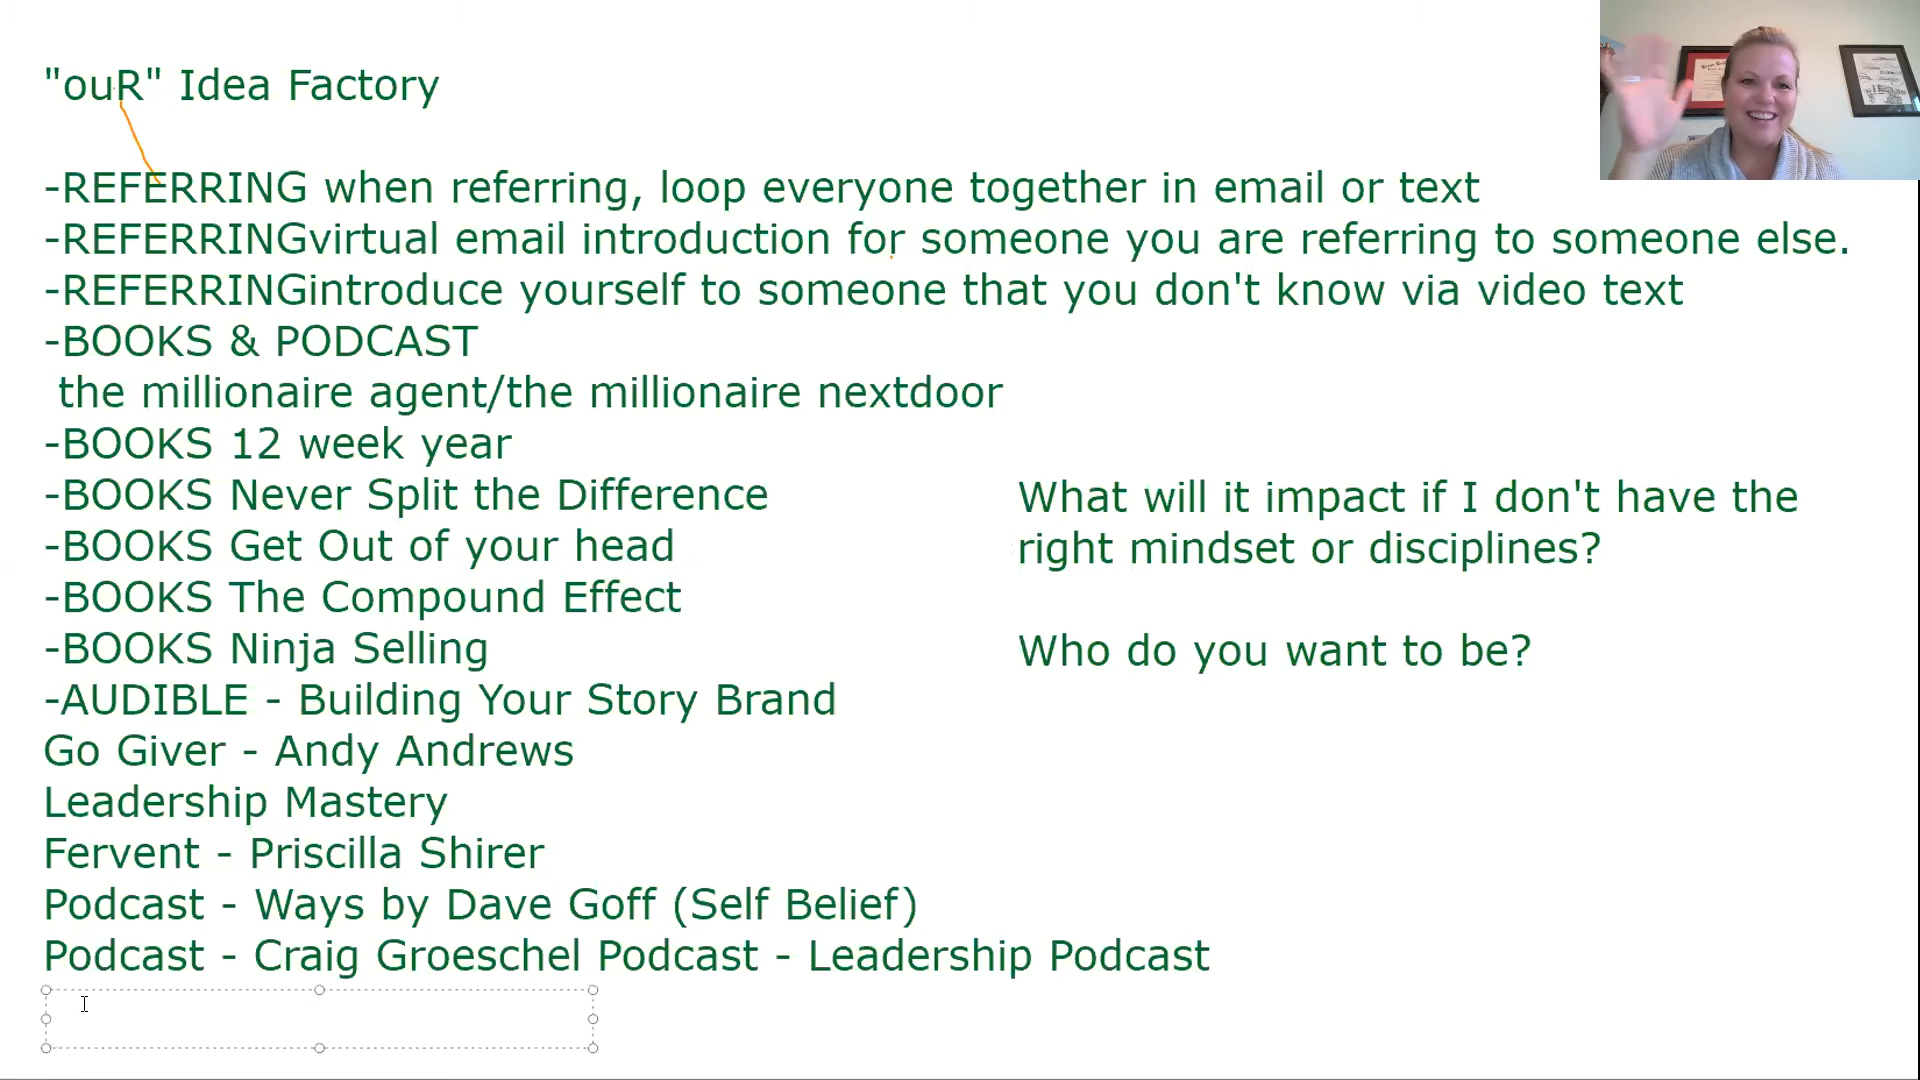 "ouR" Idea Factory
-REFERRING when referring, loop everyone together in email or text
-REFERRINGvirtual email introduction for someone you are referring to someone else.
-REFERRINGintroduce yourself to someone that you don't know via video text
-BOOKS & PODCAST
the millionaire agent/the millionaire nextdoor
-BOOKS 12 week year
-BOOKS Never Split the Difference
-BOOKS Get Out of your head
-BOOKS The Compound Effect
-BOOKS Ninja Selling
-AUDIBLE - Building Your Story Brand
Go Giver - Andy Andrews
Leadership Mastery
Fervent - Priscilla Shirer
Podcast - Ways by Dave Goff (Self Belief)
Podcast - Craig Groeschel Podcast - Leadership Podcast
What will it impact if I don't have the
right mindset or disciplines?
Who do you want to be?